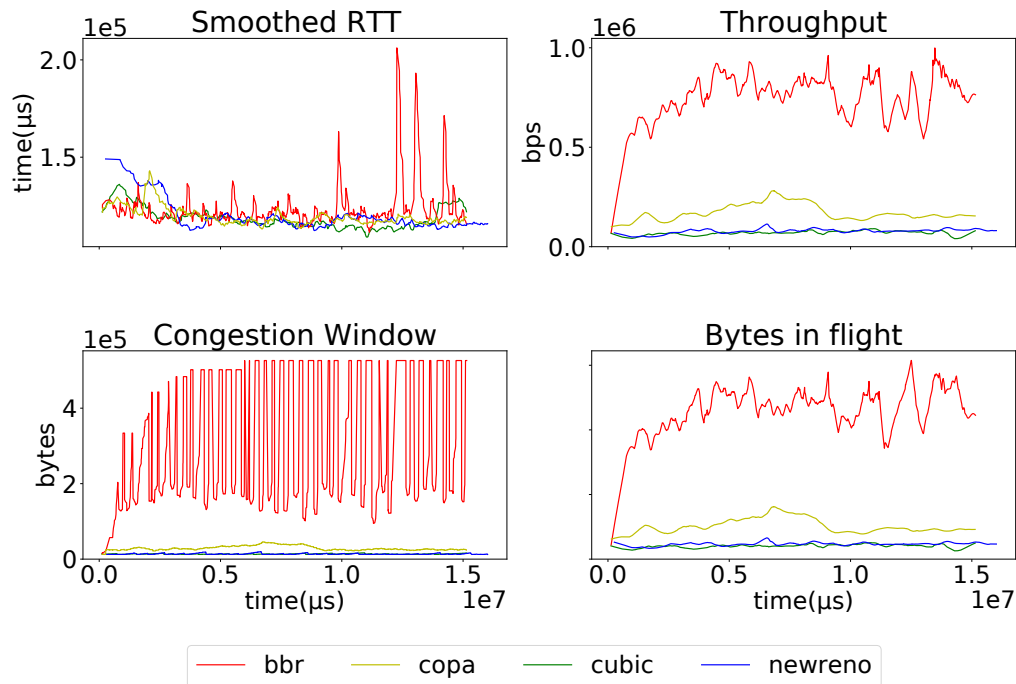 Smoothed RTT
1e5
time(μs)
2.0
1.5
Throughput
1e6
bps
1.0
0.5
0.0
Congestion Window
1e5
bytes
4
2
0
0.0 0.5 1.0 1.5
time(μs)
1e7
Bytes in flight
0.0 0.5 1.0 1.5
time(μs)
1e7
bbr copa cubic newreno